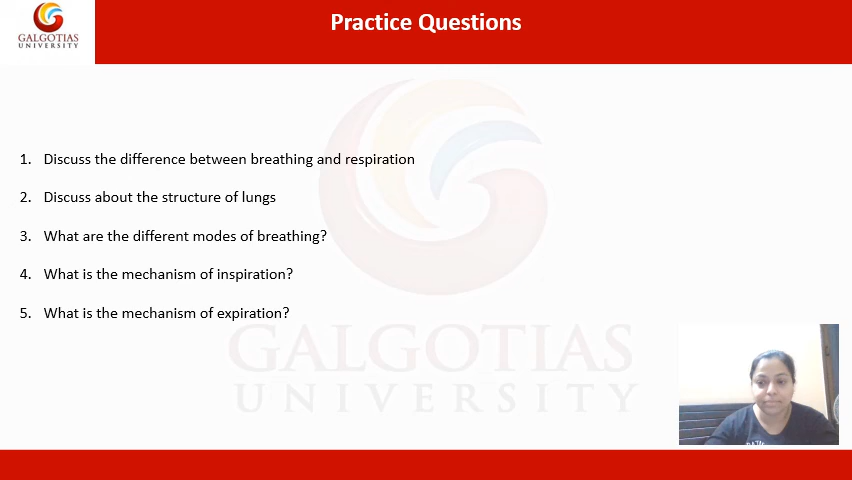 Practice Questions
GALGOTIAS
UNIVERSITY
1. Discuss the difference between breathing and respiration
2. Discuss about the structure of lungs
3. What are the different modes of breathing?
4. What is the mechanism of inspiration?
5. What is the mechanism of expiration?
GALGOTIAS
UNIVERSITY